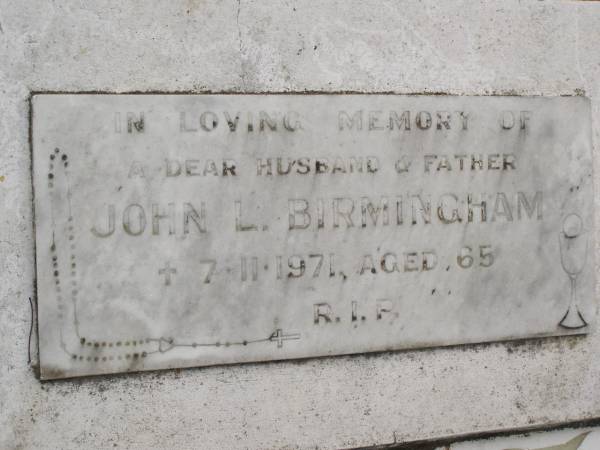 IN LOVING MEMORY OF
A DEAR HUSBAND & FATHER
JOHN L. BIRMINGHAM
✝ 7·11·1971, AGED 65
R.I.P.